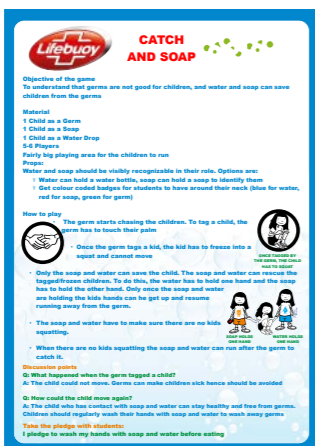 Lifebuoy
CATCH
AND SOAP
Objective of the game
To understand that germs are not good for children, and water and soap can save
children from the germs
Material
1 Child as a Germ
1 Child as a Soap
1 Child as a Water Drop
5-6 Players
Fairly big playing area for the children to run
Props:
Water and soap should be visibly recognizable in their role. Options are:
Water can hold a water bottle, soap can hold a soap to identify them
Get colour coded badges for students to have around their neck (blue for water,
red for soap, green for germ)
How to play
• The germ starts chasing the children. To tag a child, the
germ has to touch their palm
• Once the germ tags a kid, the kid has to freeze into a
squat and cannot move
ONCE TAGGED BY
THE GERM, THE CHILD
HAS TO SQUAT
• Only the soap and water can save the child. The soap and water can rescue the
tagged/frozen children. To do this, the water has to hold one hand and the soap
has to hold the other hand. Only once the soap and water
are holding the kids hands can he get up and resume
running away from the germ.
• The soap and water have to make sure there are no kids
squatting.
SOAP HOLDS
ONE HAND
WATER HOLDS
ONE HAND
• When there are no kids squatting the soap and water can run after the germ to
catch it.
Discussion points
Q: What happened when the germ tagged a child?
A: The child could not move. Germs can make children sick hence should be avoided
Q: How could the child move again?
A: The child who has contact with soap and water can stay healthy and free from germs.
Children should regularly wash their hands with soap and water to wash away germs
Take the pledge with students:
I pledge to wash my hands with soap and water before eating